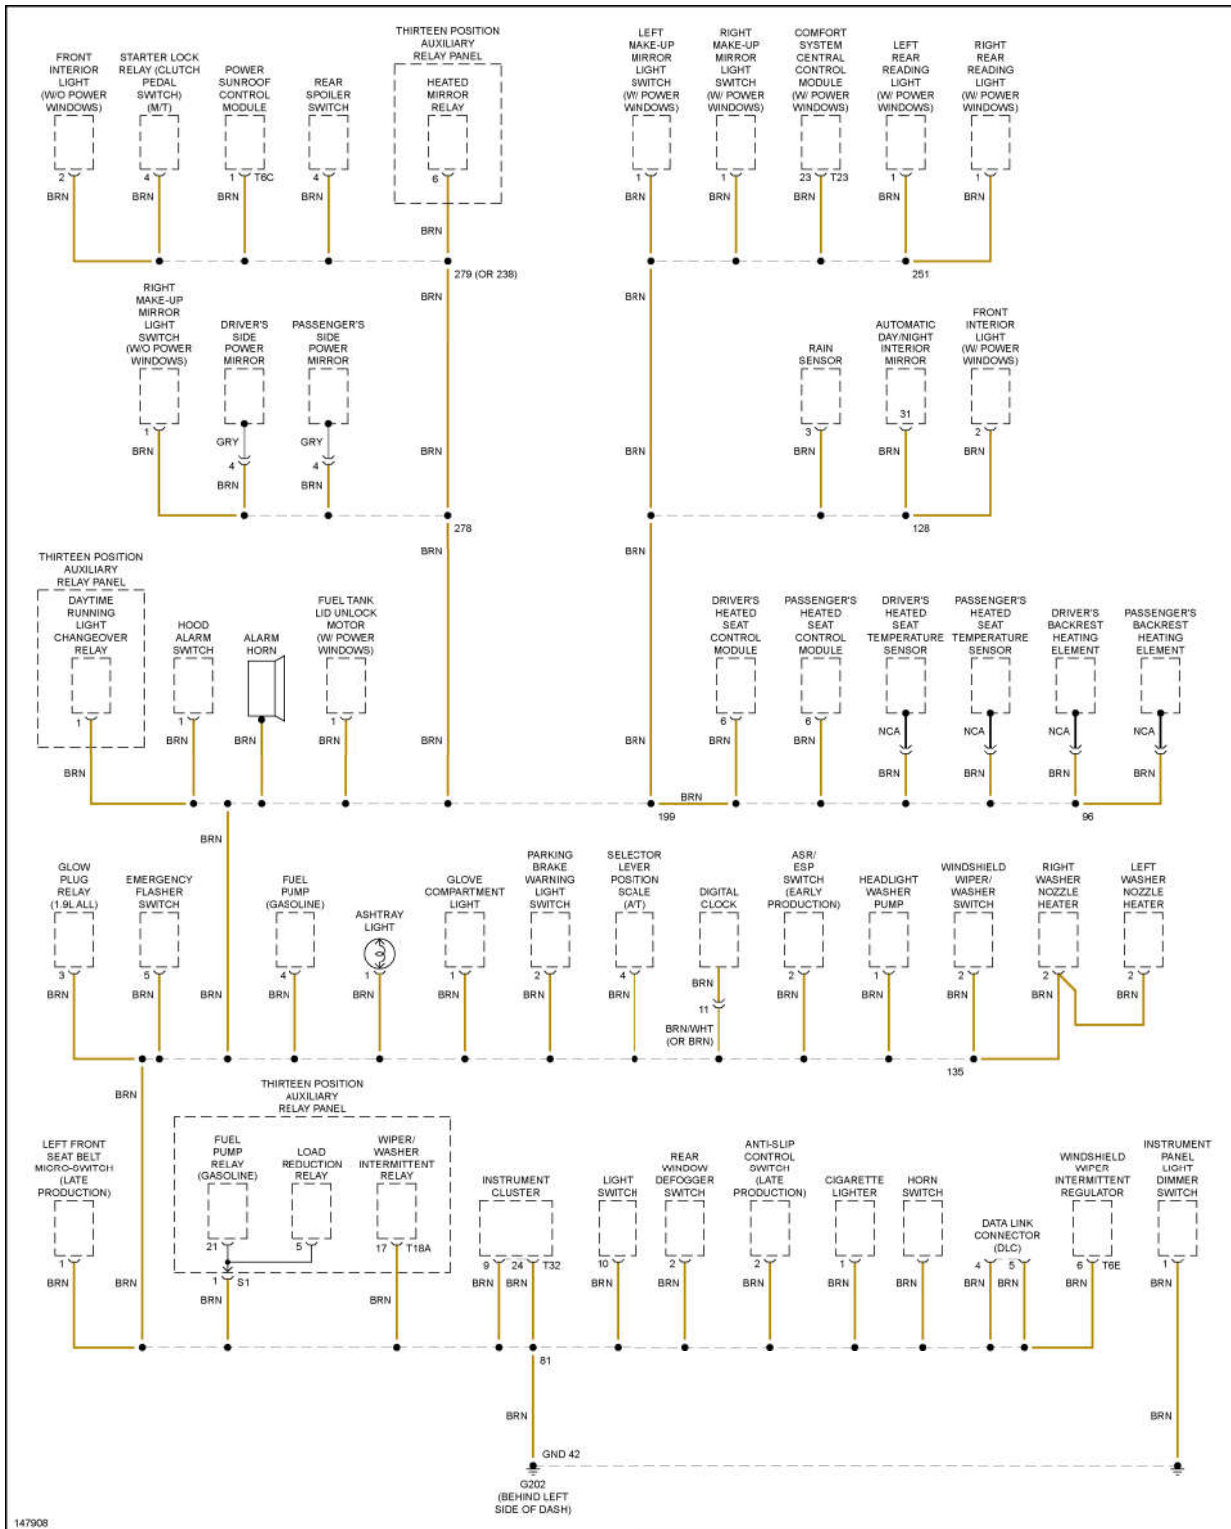 THIRTEEN POSITION
AUXILIARY
RELAY PANEL
FRONT
INTERIOR
LIGHT
(W/O POWER
WINDOWS)
STARTER LOCK
RELAY (CLUTCH
PEDAL
SWITCH)
(M/T)
POWER
SUNROOF
CONTROL
MODULE
REAR
SPOILER
SWITCH
HEATED
MIRROR
RELAY
LEFT
MAKE-UP
MIRROR
LIGHT
SWITCH
(W/ POWER
WINDOWS)
RIGHT
MAKE-UP
MIRROR
LIGHT
SWITCH
(W/ POWER
WINDOWS)
COMFORT
SYSTEM
CENTRAL
CONTROL
MODULE
(W/ POWER
WINDOWS)
LEFT
REAR
READING
LIGHT
(W/ POWER
WINDOWS)
RIGHT
REAR
READING
LIGHT
(W/ POWER
WINDOWS)
2 4 1 T6C 4 6 1 1 23 T23 1 1
BRN BRN BRN BRN BRN BRN BRN BRN BRN
BRN
279 (OR 238) 251
BRN BRN
RIGHT
MAKE-UP
MIRROR
LIGHT
SWITCH
(W/O POWER
WINDOWS)
DRIVER'S
SIDE
POWER
MIRROR
PASSENGER'S
SIDE
POWER
MIRROR
RAIN
SENSOR
AUTOMATIC
DAY/NIGHT
INTERIOR
MIRROR
FRONT
INTERIOR
LIGHT
(W/ POWER
WINDOWS)
31
1 3 2
GRY GRY
BRN BRN BRN BRN BRN BRN
4 4
BRN BRN
278 128
BRN BRN
THIRTEEN POSITION
AUXILIARY
RELAY PANEL
DAYTIME
RUNNING
LIGHT
CHANGEOVER
RELAY
HOOD
ALARM
SWITCH
ALARM
HORN
FUEL TANK
LID UNLOCK
MOTOR
(W/ POWER
WINDOWS)
DRIVER'S
HEATED
SEAT
CONTROL
MODULE
PASSENGER'S
HEATED
SEAT
CONTROL
MODULE
DRIVER'S
HEATED
SEAT
TEMPERATURE
SENSOR
PASSENGER'S
HEATED
SEAT
TEMPERATURE
SENSOR
DRIVER'S
BACKREST
HEATING
ELEMENT
PASSENGER'S
BACKREST
HEATING
ELEMENT
1 1 1 6 6
NCA NCA NCA NCA
BRN BRN BRN BRN BRN BRN BRN
BRN BRN BRN BRN BRN
BRN
199 96
BRN
GLOW
PLUG
RELAY
(1.9L ALL)
EMERGENCY
FLASHER
SWITCH
FUEL
PUMP
(GASOLINE)
ASHTRAY
LIGHT
GLOVE
COMPARTMENT
LIGHT
PARKING
BRAKE
WARNING
LIGHT
SWITCH
SELECTOR
LEVER
POSITION
SCALE
(A/T)
DIGITAL
CLOCK
ASR/
ESP
SWITCH
(EARLY
PRODUCTION)
HEADLIGHT
WASHER
PUMP
WINDSHIELD
WIPER/
WASHER
SWITCH
RIGHT
WASHER
NOZZLE
HEATER
LEFT
WASHER
NOZZLE
HEATER
3 5 4 1 1 2 4 2 1 2 2 2
BRN
BRN BRN BRN BRN BRN BRN BRN BRN BRN BRN BRN BRN BRN
11
BRN/WHT
(OR BRN)
135
BRN
THIRTEEN POSITION
AUXILIARY
RELAY PANEL
LEFT FRONT
SEAT BELT
MICRO-SWITCH
(LATE
PRODUCTION)
FUEL
PUMP
RELAY
(GASOLINE)
LOAD
REDUCTION
RELAY
WIPER/
WASHER
INTERMITTENT
RELAY
INSTRUMENT
CLUSTER
LIGHT
SWITCH
REAR
WINDOW
DEFOGGER
SWITCH
ANTI-SLIP
CONTROL
SWITCH
(LATE
PRODUCTION)
CIGARETTE
LIGHTER
HORN
SWITCH
DATA LINK
CONNECTOR
(DLC)
WINDSHIELD
WIPER
INTERMITTENT
REGULATOR
INSTRUMENT
PANEL
LIGHT
DIMMER
SWITCH
21 5 17 T18A
1 9 24 T32 10 2 2 1 1 4 5 6 T6E 1
1 S1
BRN BRN BRN BRN BRN BRN BRN BRN BRN BRN BRN BRN BRN
BRN BRN
81
BRN BRN
GND 42
G202
(BEHIND LEFT
SIDE OF DASH)
147908